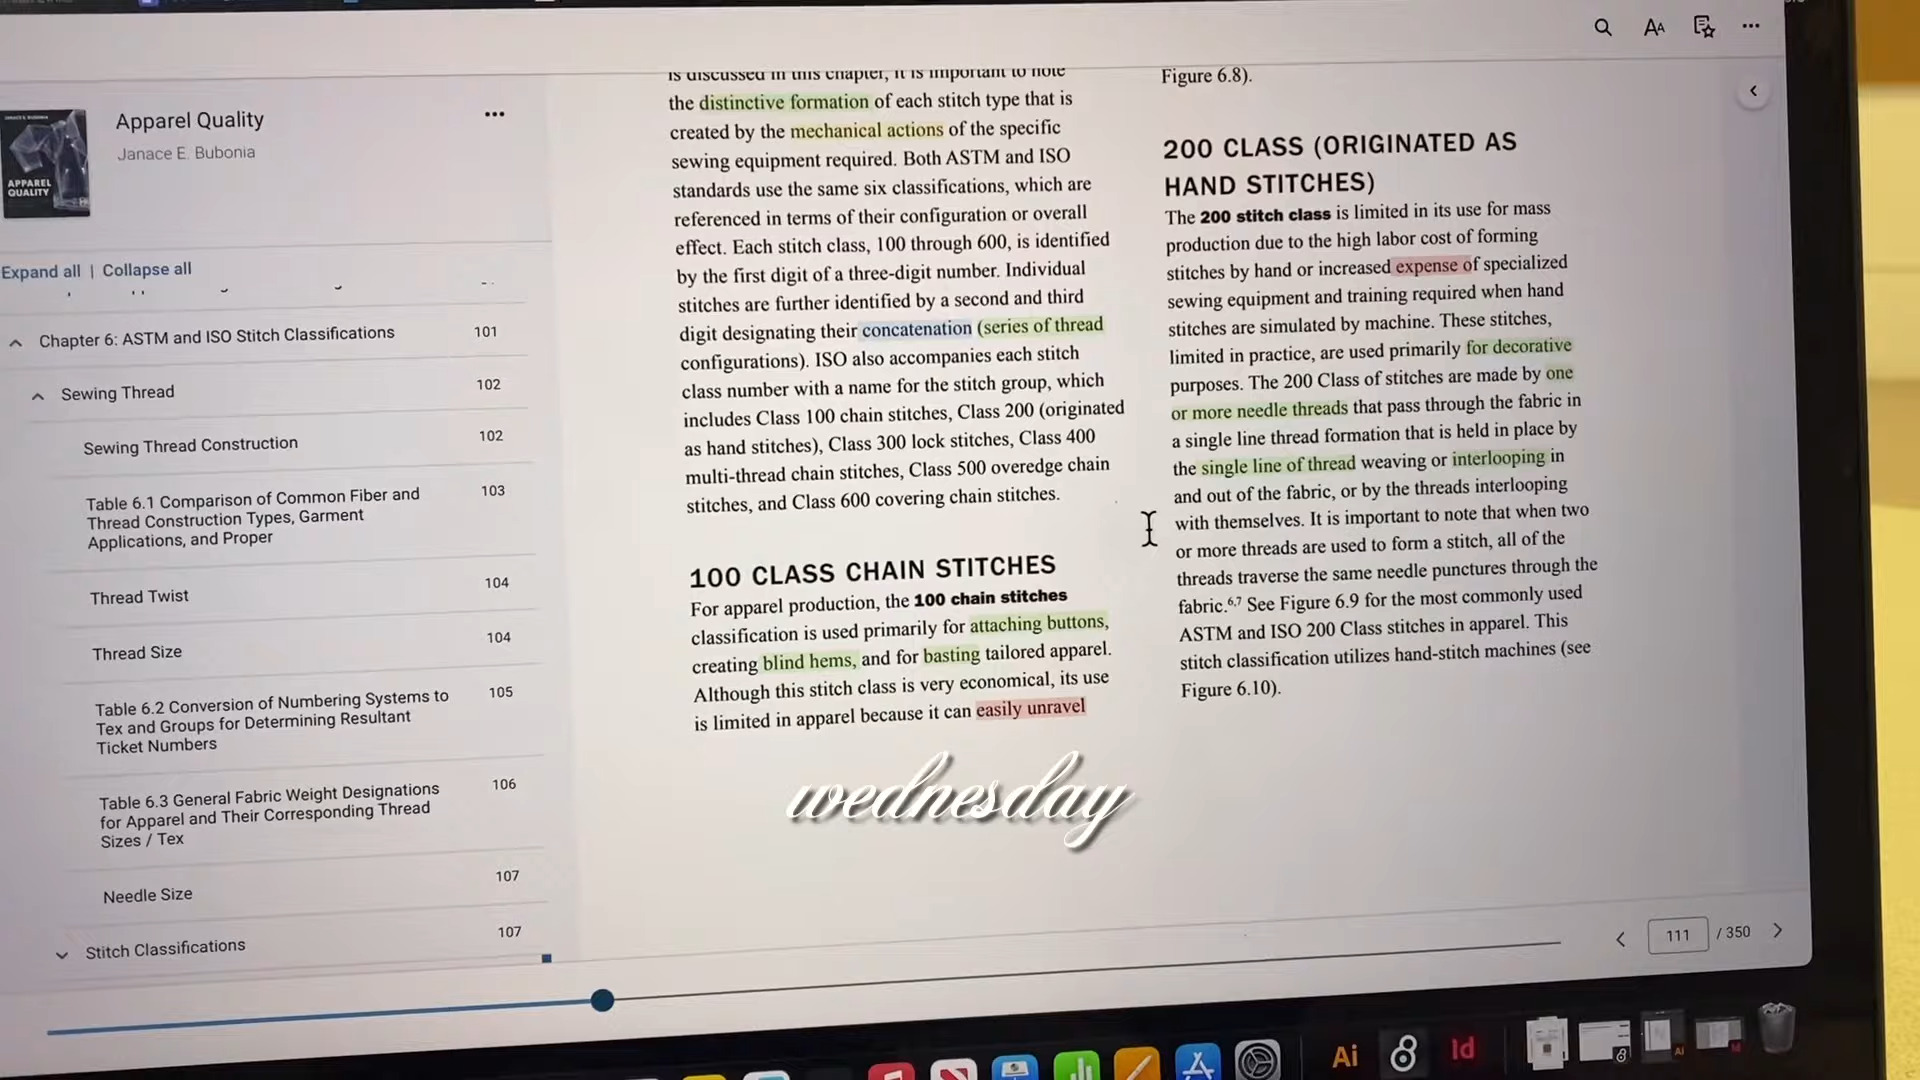 Apparel Quality
Janace E. Bubonia
APPAREL
QUALITY
Expand all | Collapse all
Chapter 6: ASTM and ISO Stitch Classifications 101
Sewing Thread 102
Sewing Thread Construction 102
Table 6.1 Comparison of Common Fiber and 103
Thread Construction Types, Garment
Applications, and Proper
Thread Twist 104
Thread Size 104
Table 6.2 Conversion of Numbering Systems to 105
Tex and Groups for Determining Resultant
Ticket Numbers
Table 6.3 General Fabric Weight Designations 106
for Apparel and Their Corresponding Thread
Sizes / Tex
Needle Size 107
Stitch Classifications 107
is discussed in this chapter, it is important to note
the distinctive formation of each stitch type that is
created by the mechanical actions of the specific
sewing equipment required. Both ASTM and ISO
standards use the same six classifications, which are
referenced in terms of their configuration or overall
effect. Each stitch class, 100 through 600, is identified
by the first digit of a three-digit number. Individual
stitches are further identified by a second and third
digit designating their concatenation (series of thread
configurations). ISO also accompanies each stitch
class number with a name for the stitch group, which
includes Class 100 chain stitches, Class 200 (originated
as hand stitches), Class 300 lock stitches, Class 400
multi-thread chain stitches, Class 500 overedge chain
stitches, and Class 600 covering chain stitches.
100 CLASS CHAIN STITCHES
For apparel production, the 100 chain stitches
classification is used primarily for attaching buttons,
creating blind hems, and for basting tailored apparel.
Although this stitch class is very economical, its use
is limited in apparel because it can easily unravel
Figure 6.8).
200 CLASS (ORIGINATED AS
HAND STITCHES)
The 200 stitch class is limited in its use for mass
production due to the high labor cost of forming
stitches by hand or increased expense of specialized
sewing equipment and training required when hand
stitches are simulated by machine. These stitches,
limited in practice, are used primarily for decorative
purposes. The 200 Class of stitches are made by one
or more needle threads that pass through the fabric in
a single line thread formation that is held in place by
the single line of thread weaving or interlooping in
and out of the fabric, or by the threads interlooping
with themselves. It is important to note that when two
or more threads are used to form a stitch, all of the
threads traverse the same needle punctures through the
fabric.6,7 See Figure 6.9 for the most commonly used
ASTM and ISO 200 Class stitches in apparel. This
stitch classification utilizes hand-stitch machines (see
Figure 6.10).
wednesday
111 / 350
Ai
Id